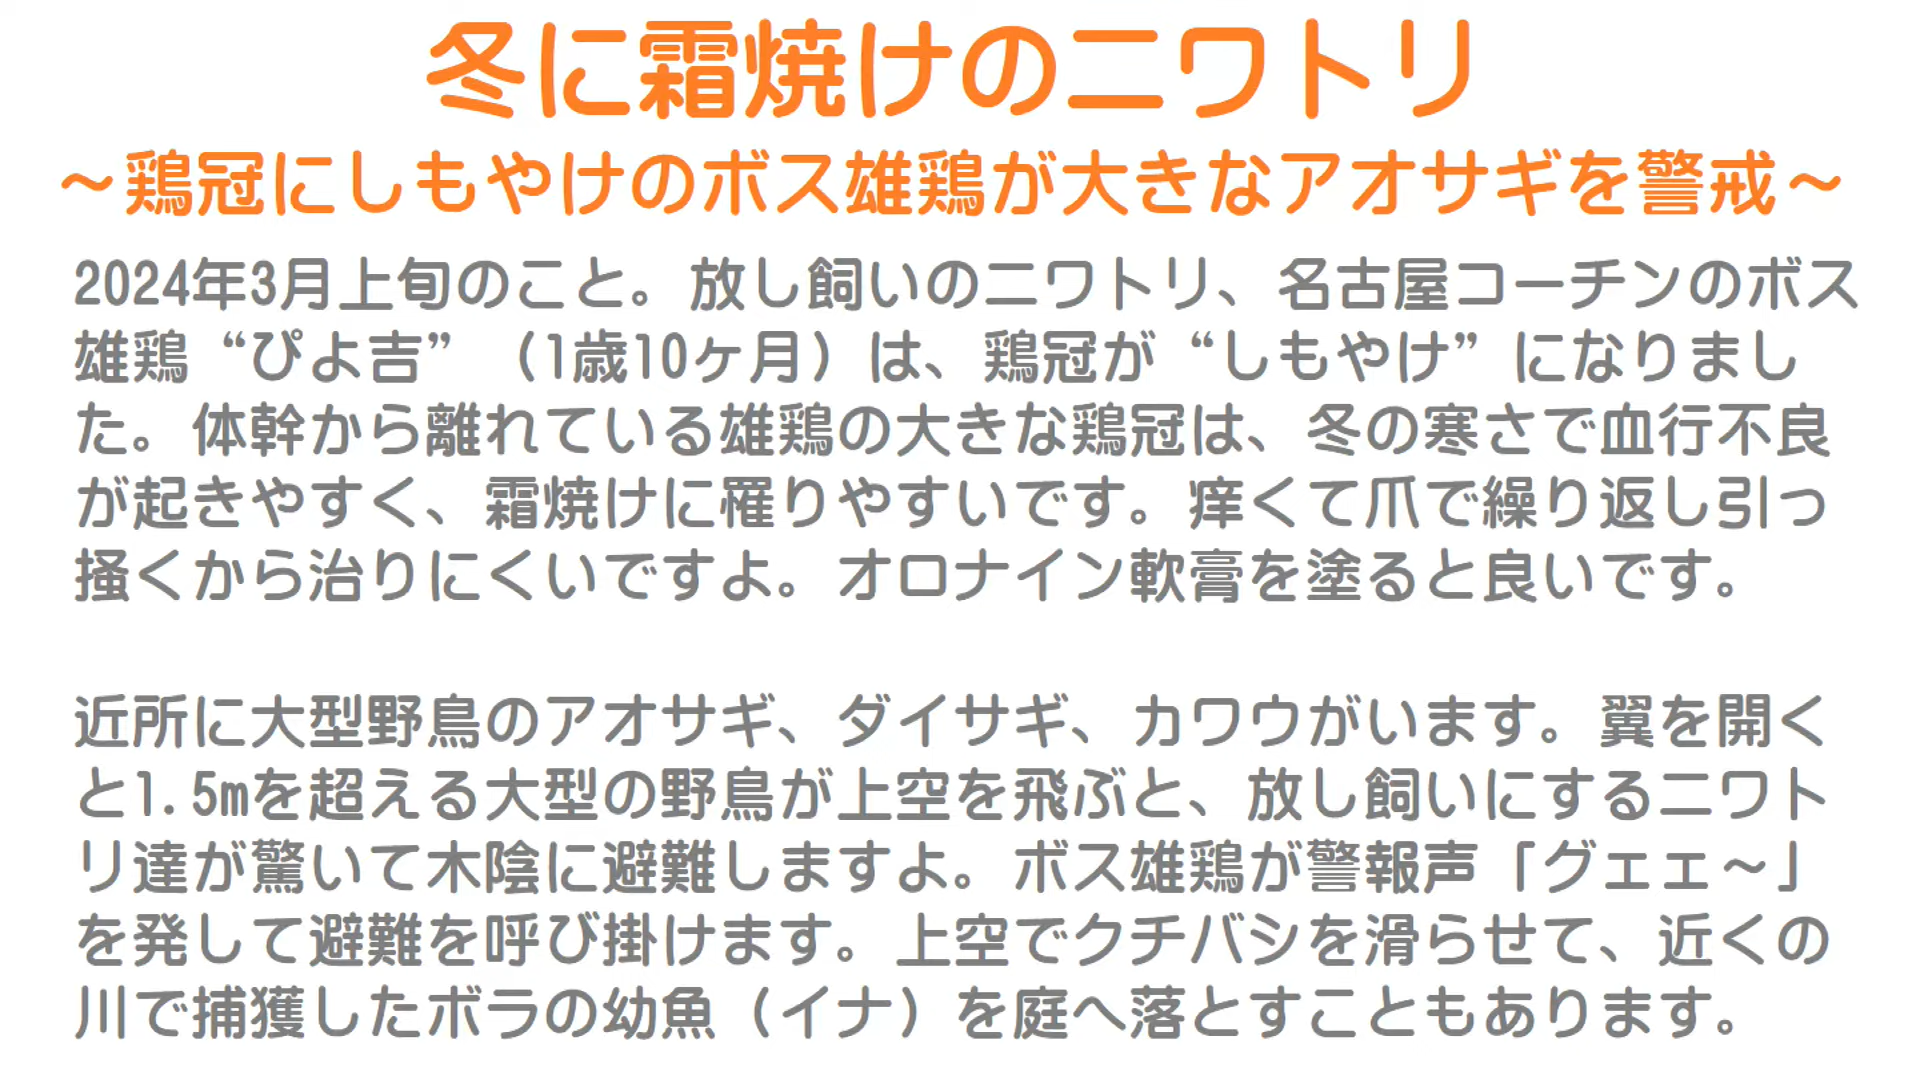 冬に霜焼けのニワトリ
～鶏冠にしもやけのボス雄鶏が大きなアオサギを警戒～
2024年3月上旬のこと。放し飼いのニワトリ、名古屋コーチンのボス
雄鶏“ぴよ吉”（1歳10ヶ月）は、鶏冠が“しもやけ”になりまし
た。体幹から離れている雄鶏の大きな鶏冠は、冬の寒さで血行不良
が起きやすく、霜焼けに罹りやすいです。痒くて爪で繰り返し引っ
掻くから治りにくいですよ。オロナイン軟膏を塗ると良いです。
近所に大型野鳥のアオサギ、ダイサギ、カワウがいます。翼を開く
と1.5mを超える大型の野鳥が上空を飛ぶと、放し飼いにするニワト
リ達が驚いて木陰に避難しますよ。ボス雄鶏が警報声「グェェ～」
を発して避難を呼び掛けます。上空でクチバシを滑らせて、近くの
川で捕獲したボラの幼魚（イナ）を庭へ落とすこともあります。